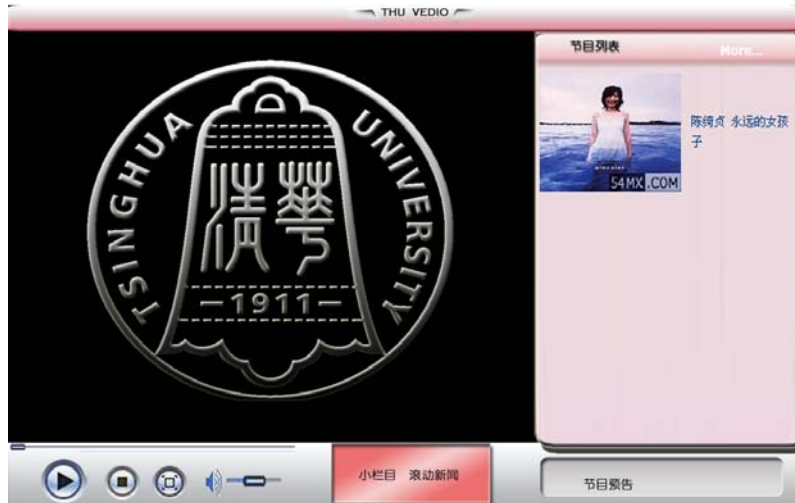 THU VEDIO
节目列表
More...
TSINGHUA UNIVERSITY
清華
1911
54MX.COM
陈绮贞 永远的女孩
子
小栏目 滚动新闻
节目预告